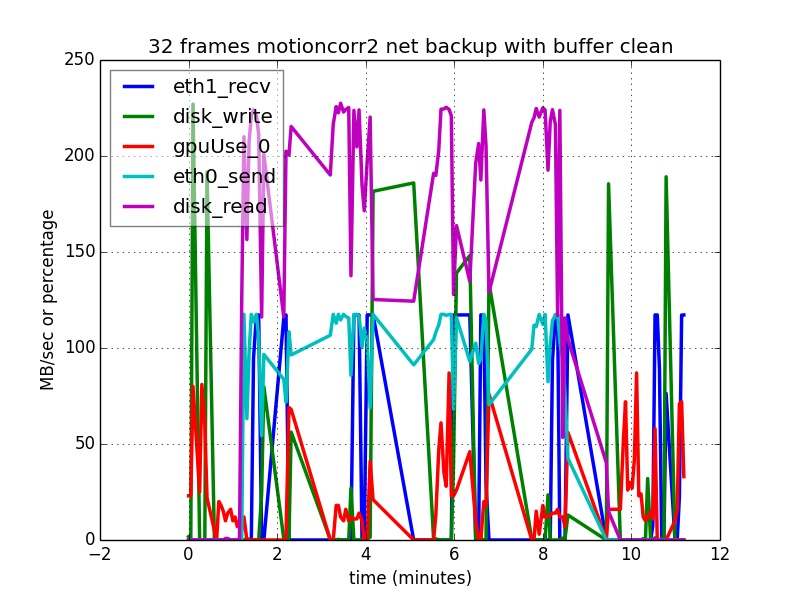 32 frames motioncorr2 net backup with buffer clean
250
200
150
100
50
0
MB/sec or percentage
eth1_recv
disk_write
gpuUse_0
eth0_send
disk_read
−2 0 2 4 6 8 10 12
time (minutes)